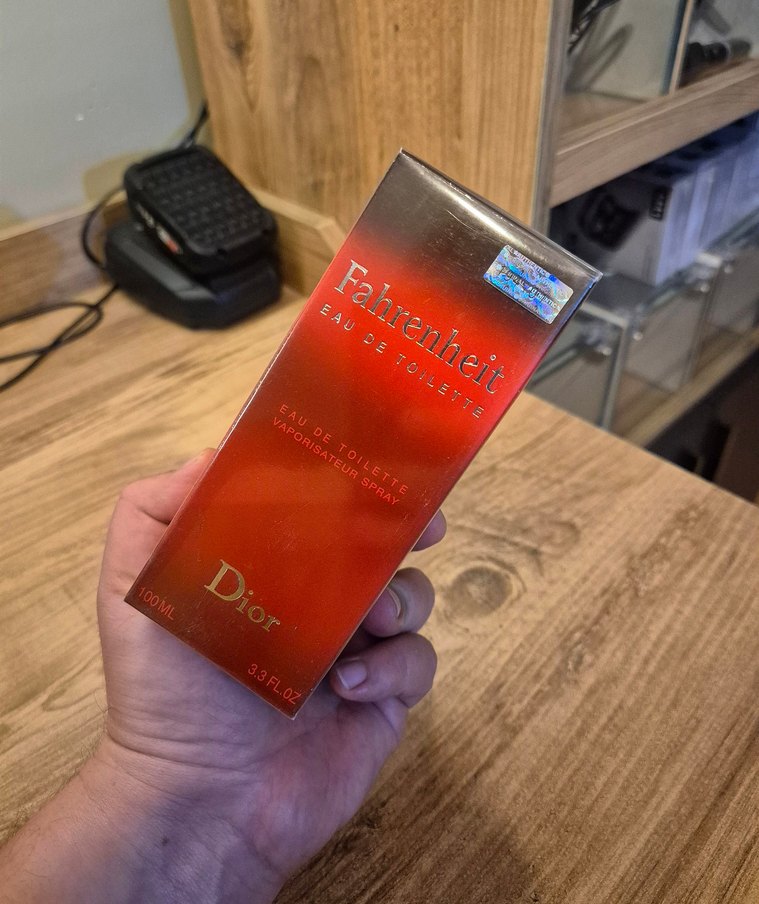 Fahrenheit
EAU DE TOILETTE
EAU DE TOILETTE
VAPORISATEUR SPRAY
Dior
100 ML
3.3 FL.OZ